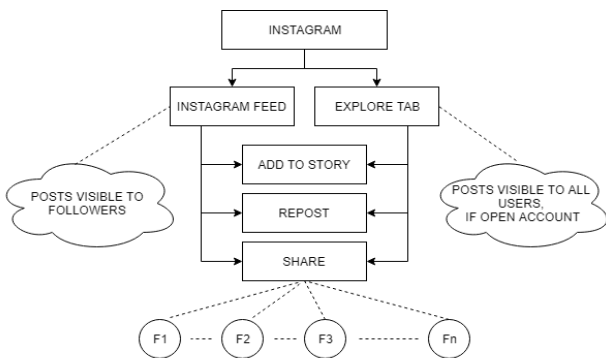 INSTAGRAM
INSTAGRAM FEED
EXPLORE TAB
ADD TO STORY
POSTS VISIBLE TO
FOLLOWERS
POSTS VISIBLE TO ALL
USERS,
IF OPEN ACCOUNT
REPOST
SHARE
F1
F2
F3
Fn